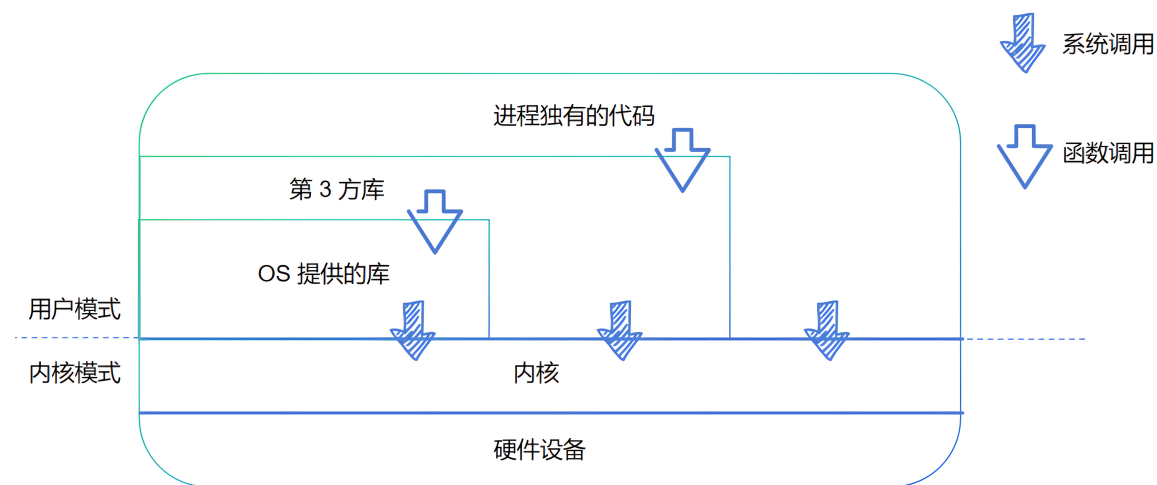 系统调用
进程独有的代码
函数调用
第 3 方库
OS 提供的库
用户模式
内核模式
内核
硬件设备